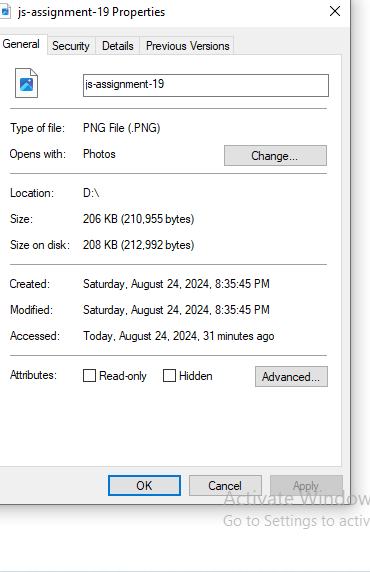 js-assignment-19 Properties
General Security Details Previous Versions
js-assignment-19
Type of file: PNG File (.PNG)
Opens with: Photos Change...
Location: D:\
Size: 206 KB (210,955 bytes)
Size on disk: 208 KB (212,992 bytes)
Created: Saturday, August 24, 2024, 8:35:45 PM
Modified: Saturday, August 24, 2024, 8:35:45 PM
Accessed: Today, August 24, 2024, 31 minutes ago
Attributes: Read-only Hidden Advanced...
OK Cancel Apply
Activate Window
Go to Settings to activ